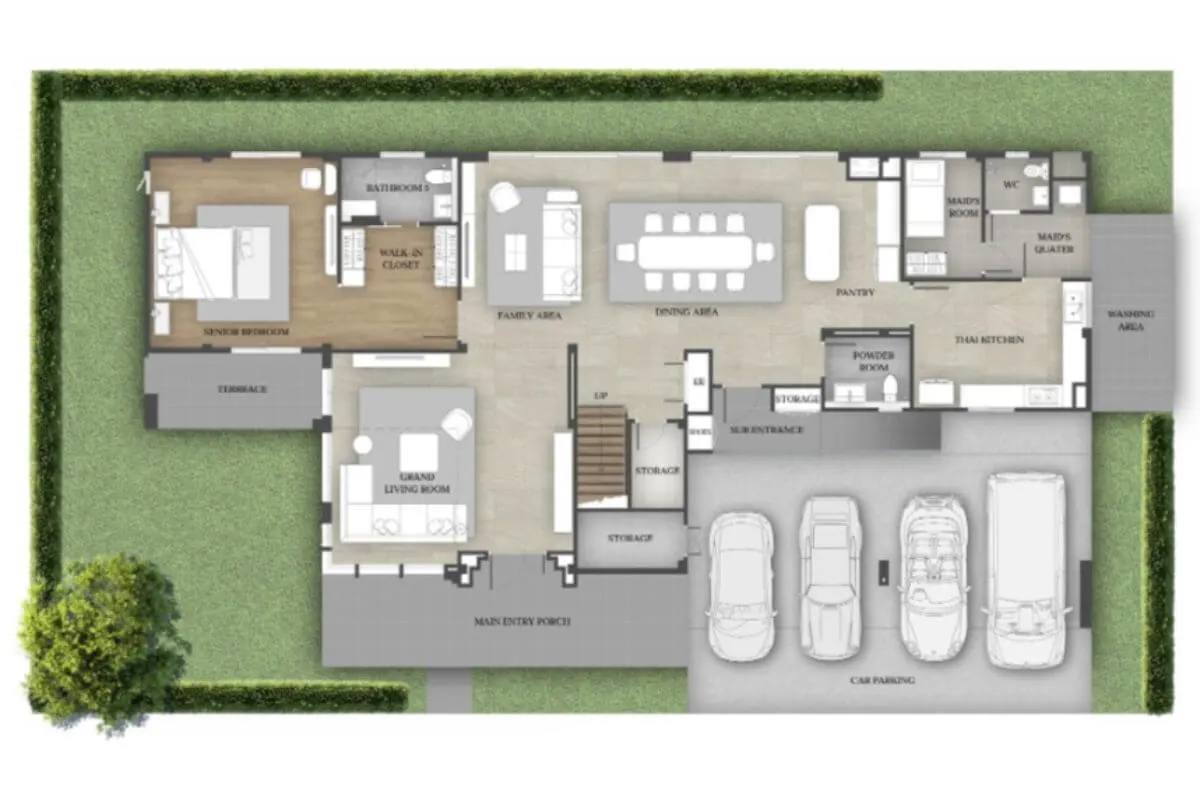 BATHROOM 5
WC
MAID'S
ROOM
MAID'S
QUATER
WALK-IN
CLOSET
SENIOR BEDROOM
FAMILY AREA
DINING AREA
PANTRY
WASHING
AREA
THAI KITCHEN
POWDER
ROOM
TERRACE
UP
STORAGE
SUB ENTRANCE
STORAGE
GRAND
LIVING ROOM
STORAGE
MAIN ENTRY PORCH
CAR PARKING